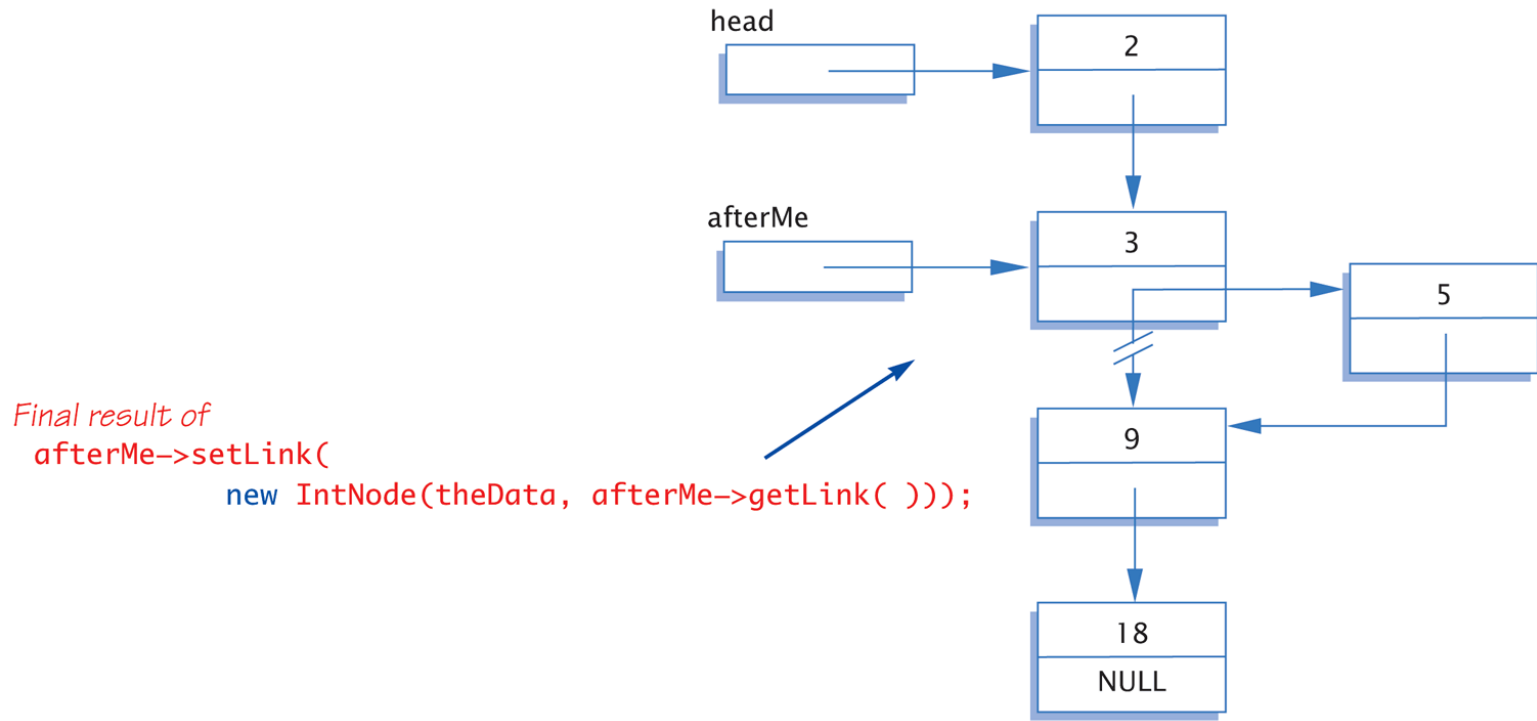 head
2
afterMe
3
5
Final result of
afterMe->setLink(
9
new IntNode(theData, afterMe->getLink( )));
18
NULL